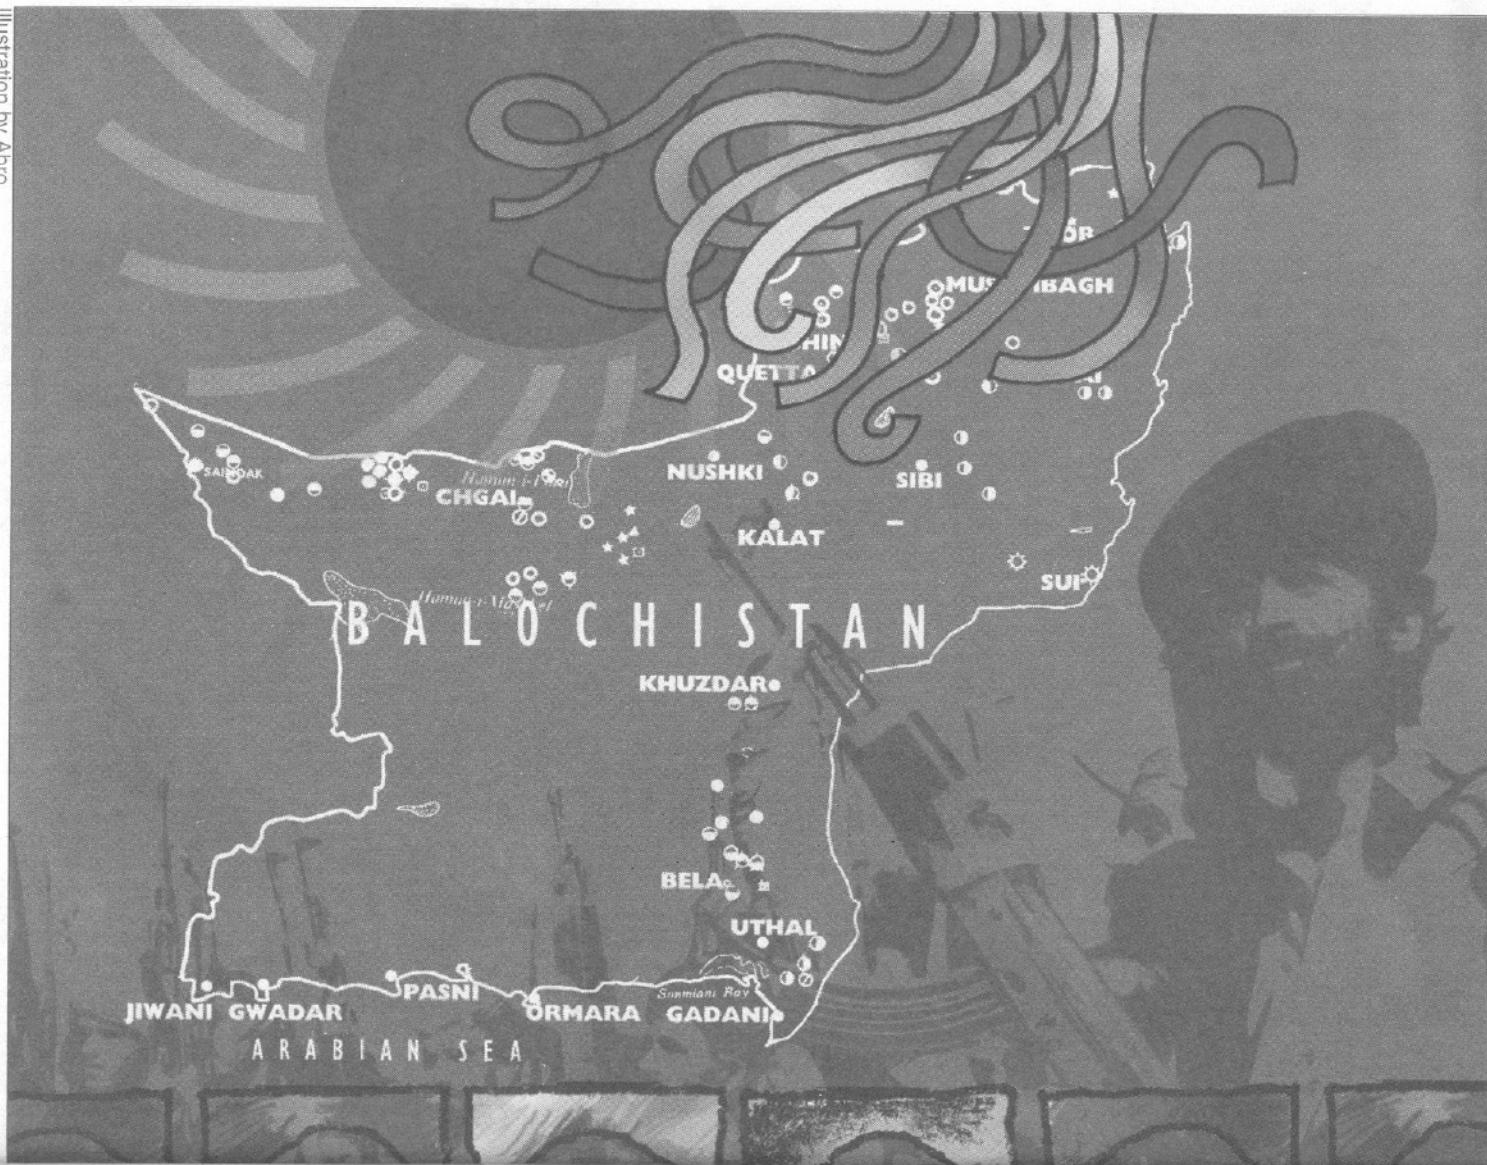 Illustration by Abro
QUETTA
NUSHKI
SIBI
SAINDAK
CHGAI
KALAT
SUI
BALOCHISTAN
KHUZDAR
BELA
UTHAL
JIWANI
GWADAR
PASNI
ORMARA
Sonmiani Bay
GADANI
ARABIAN SEA